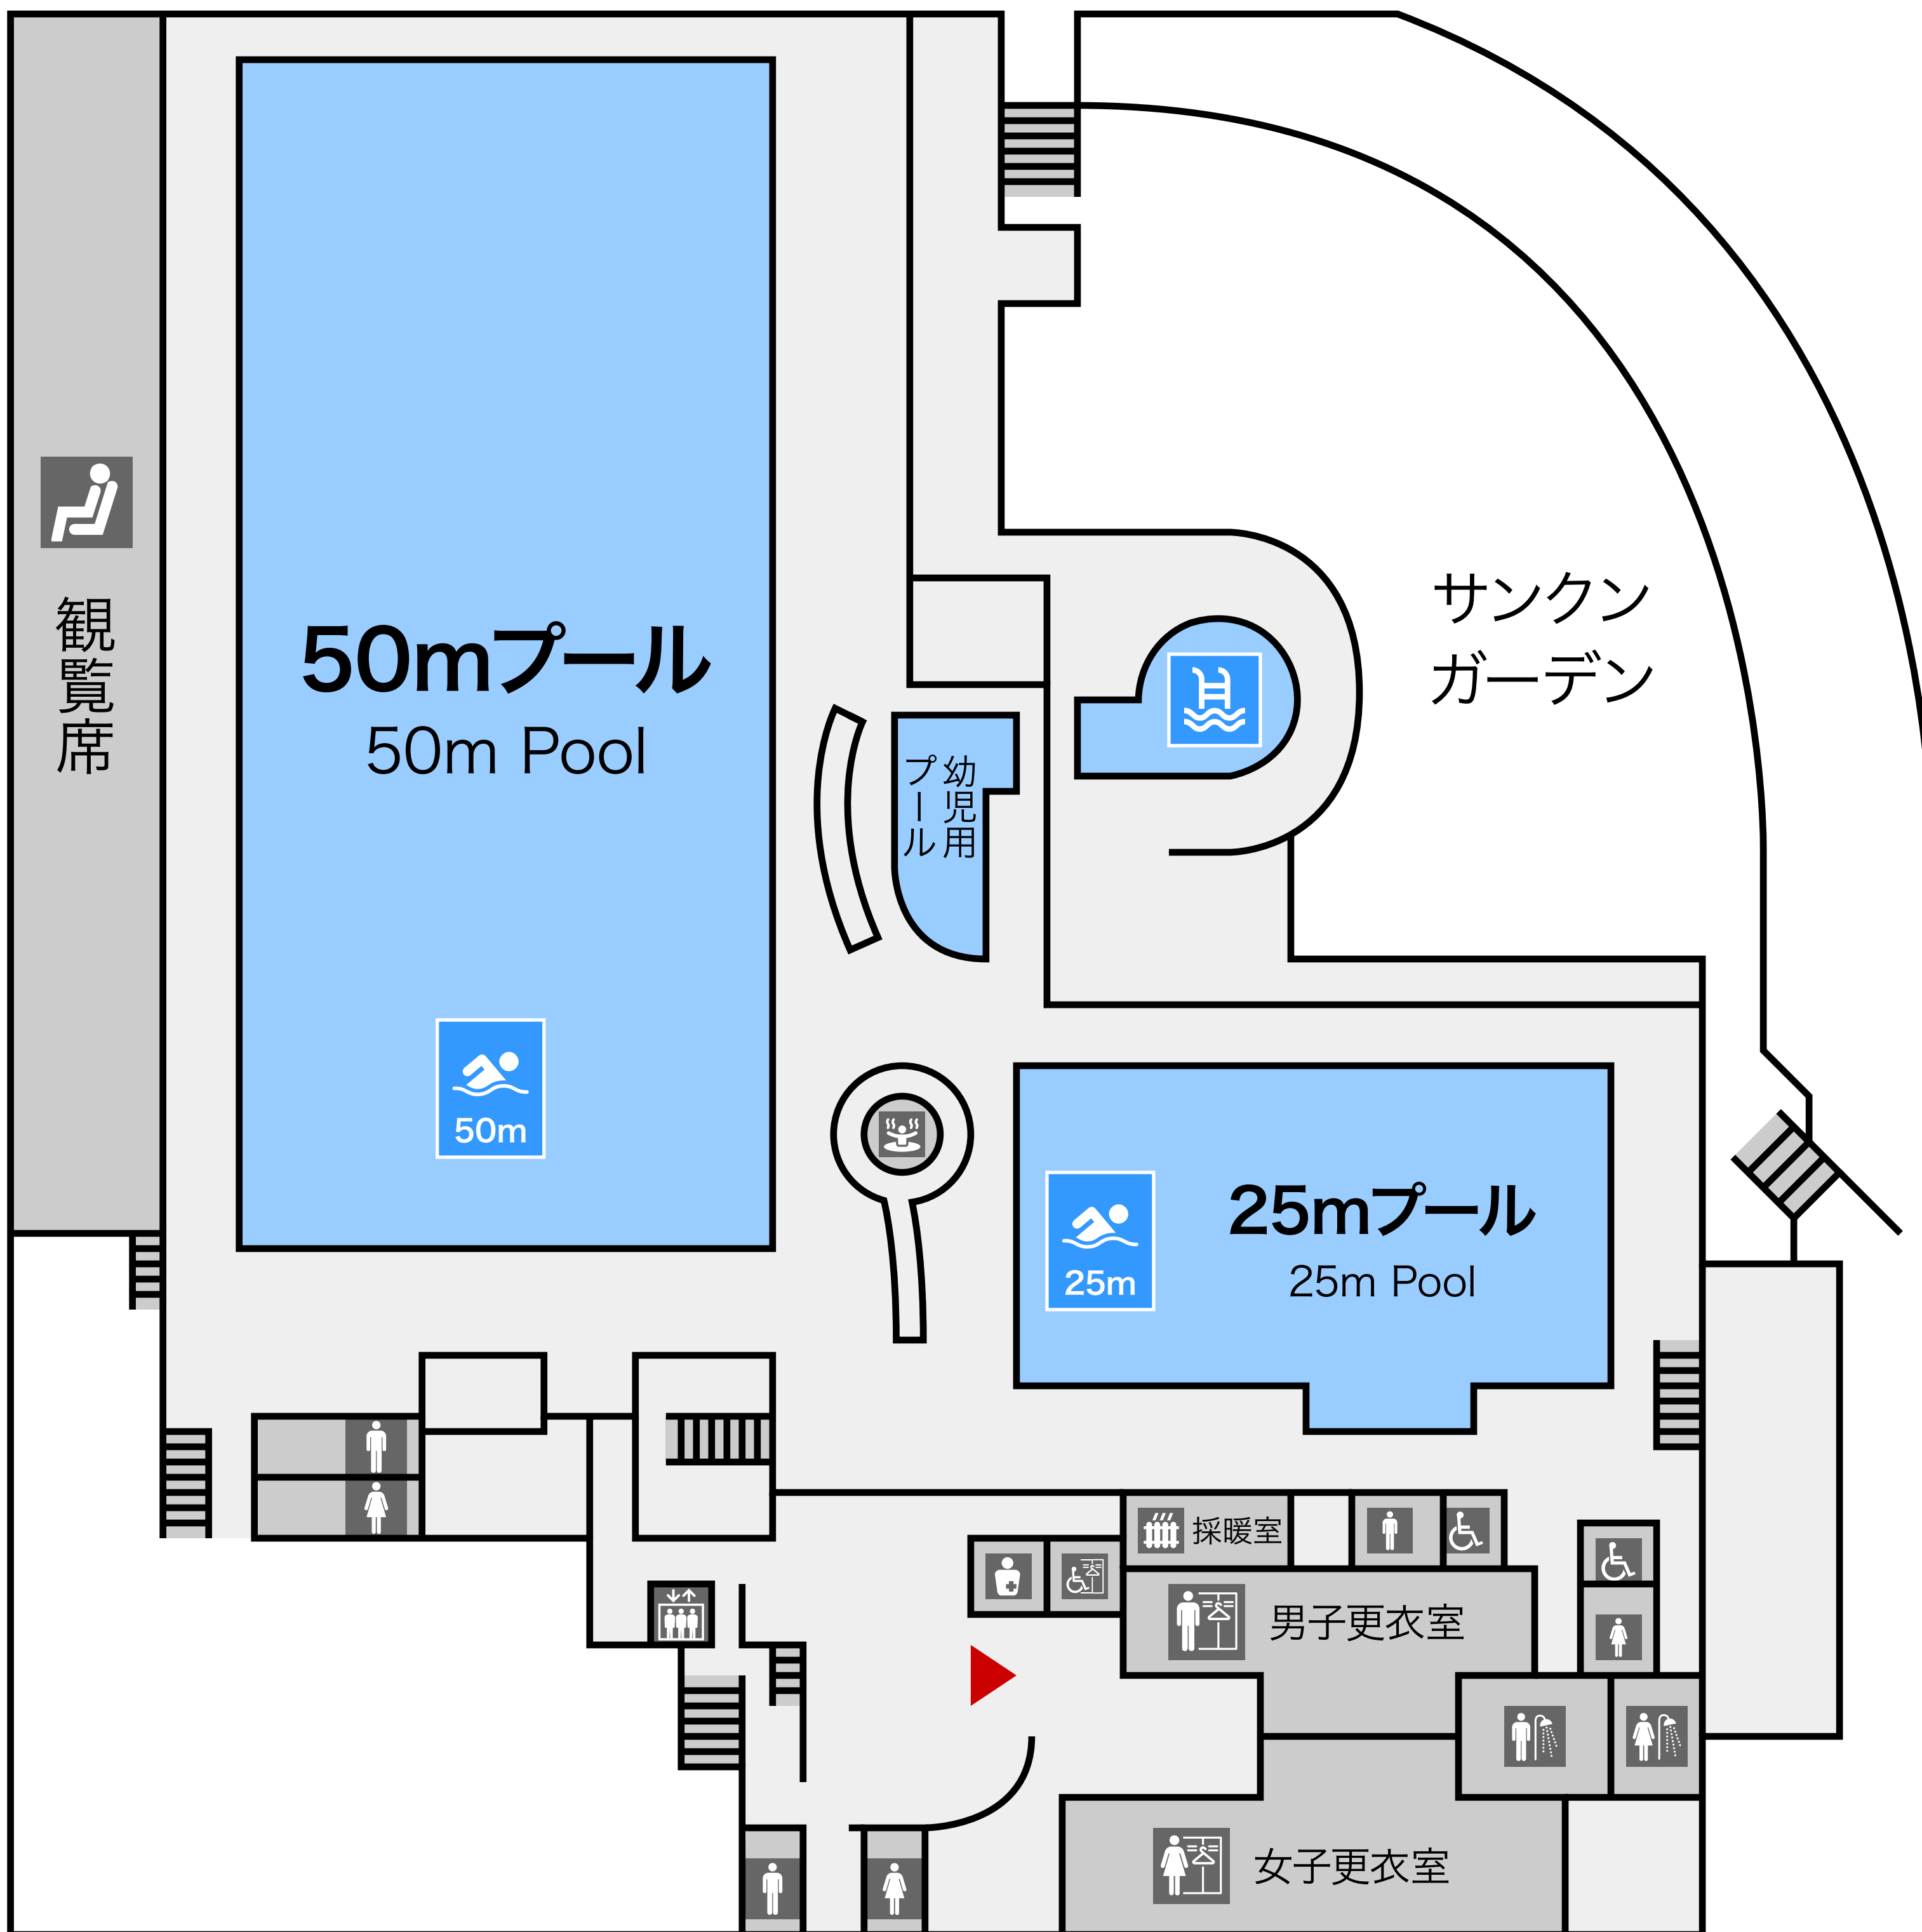 観覧席
50mプール
50m Pool
50m
幼児用
プール
サンクン
ガーデン
25mプール
25m Pool
25m
採暖室
男子更衣室
女子更衣室